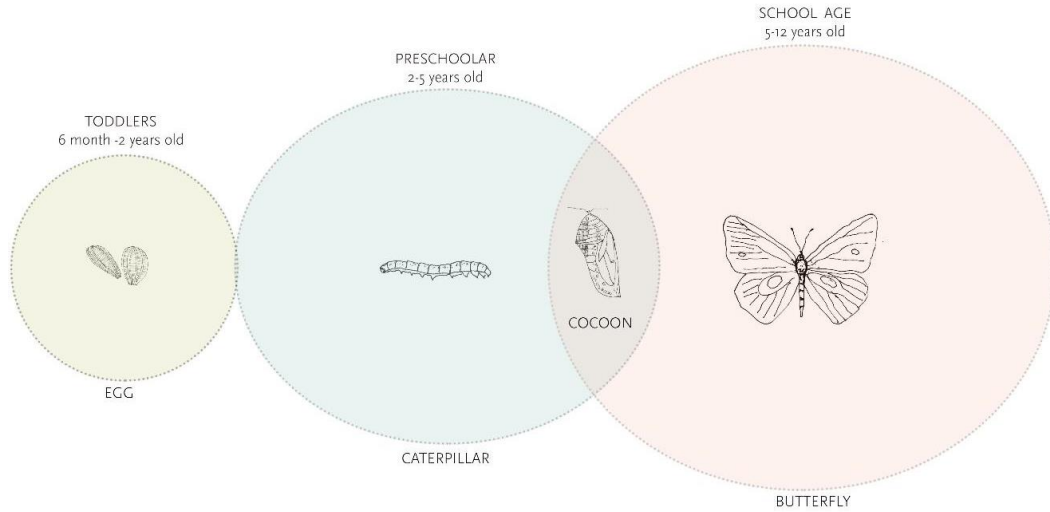 TODDLERS
6 month -2 years old
EGG
PRESCHOOLAR
2-5 years old
CATERPILLAR
COCOON
SCHOOL AGE
5-12 years old
BUTTERFLY